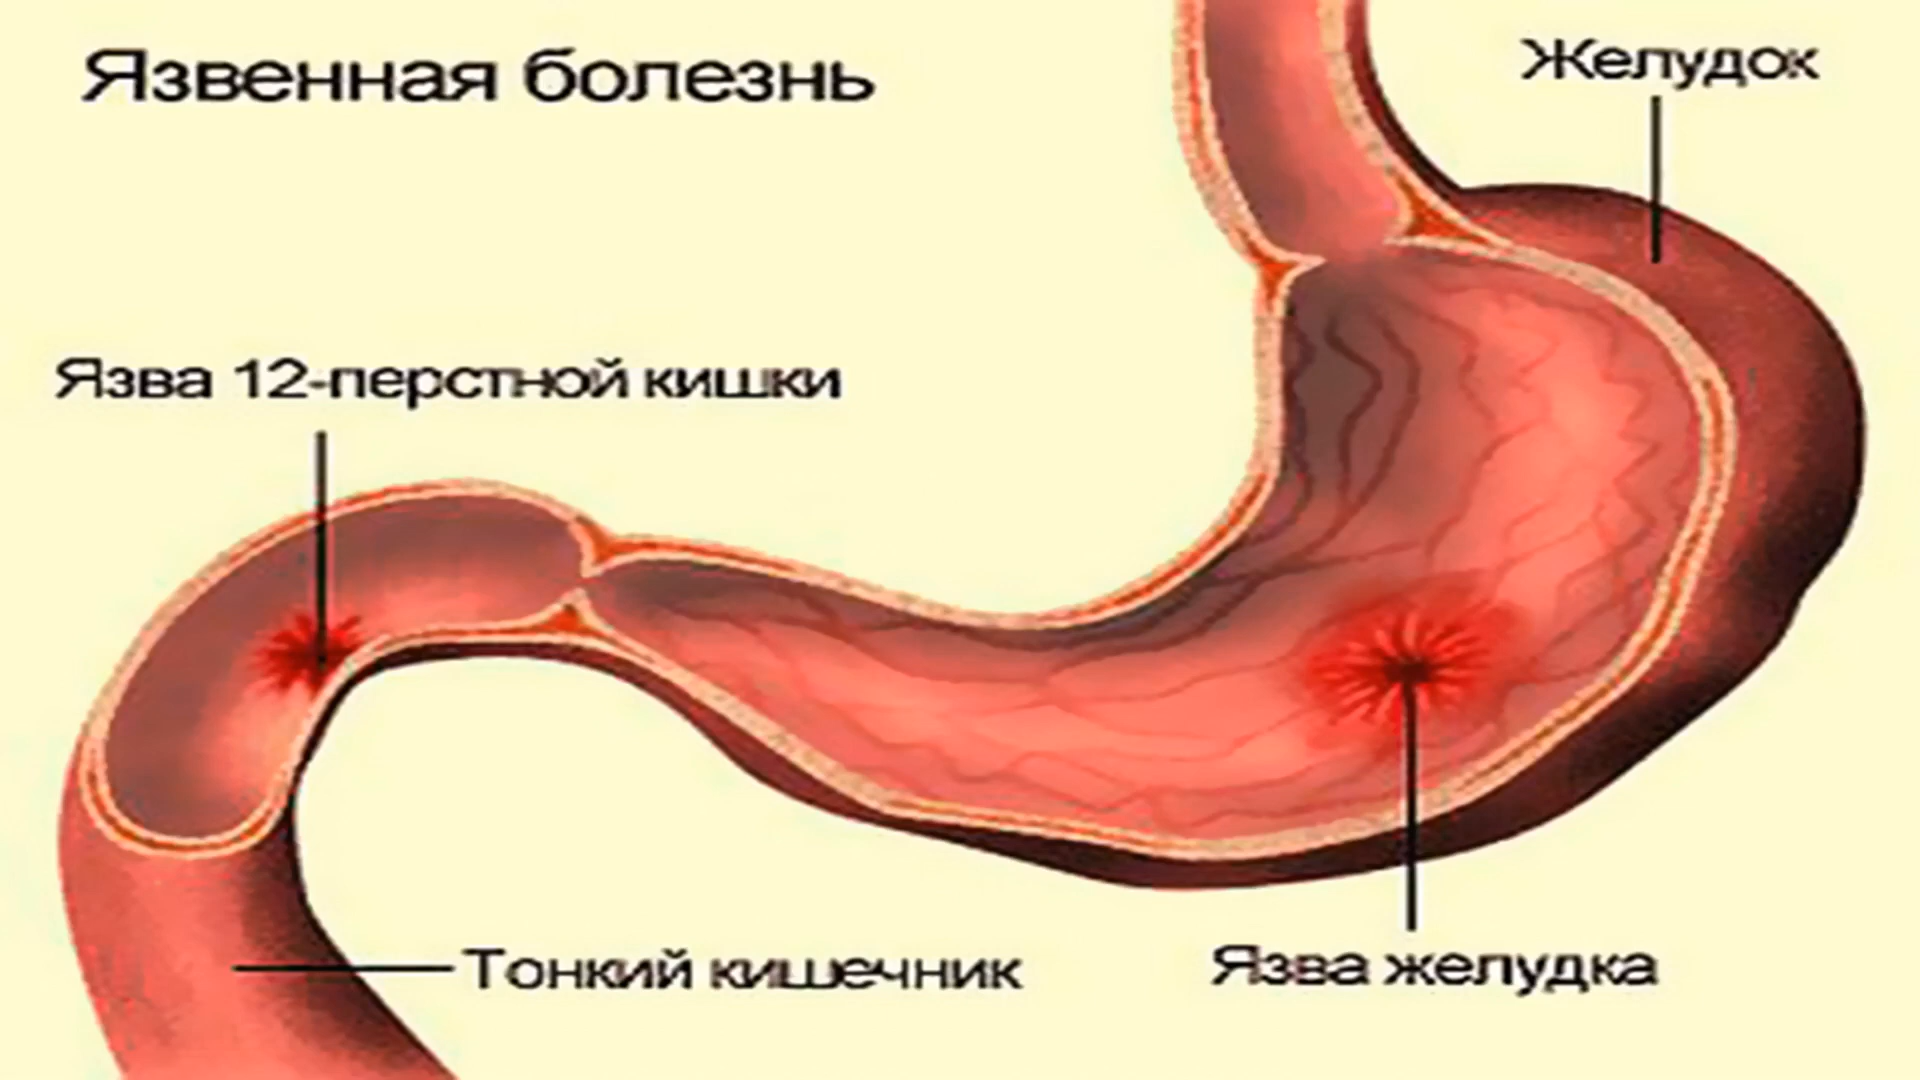 Язвенная болезнь
Желудок
Язва 12-перстной кишки
Тонкий кишечник
Язва желудка